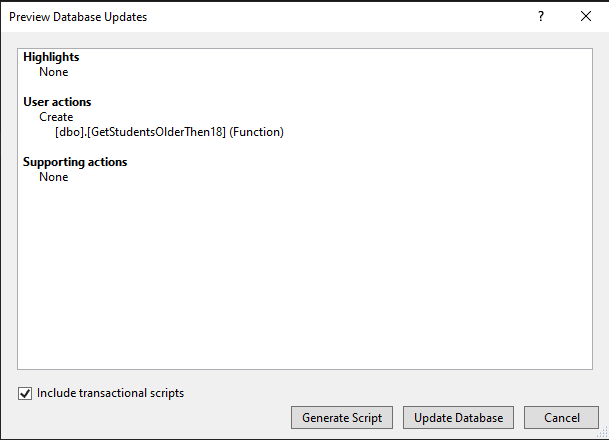 Preview Database Updates
?
Highlights
None
User actions
Create
[dbo].[GetStudentsOlderThen18] (Function)
Supporting actions
None
Include transactional scripts
Generate Script
Update Database
Cancel